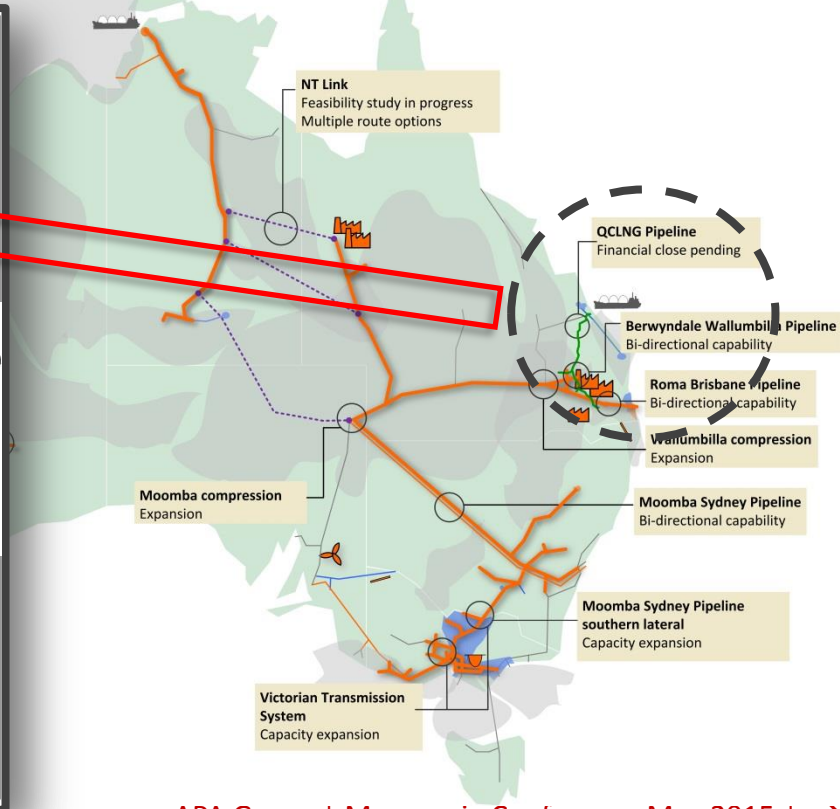 NT Link
Feasibility study in progress
Multiple route options
QCLNG Pipeline
Financial close pending
Berwyndale Wallumbilla Pipeline
Bi-directional capability
Roma Brisbane Pipeline
Bi-directional capability
Wallumbilla compression
Expansion
Moomba compression
Expansion
Moomba Sydney Pipeline
Bi-directional capability
Moomba Sydney Pipeline
southern lateral
Capacity expansion
Victorian Transmission
System
Capacity expansion